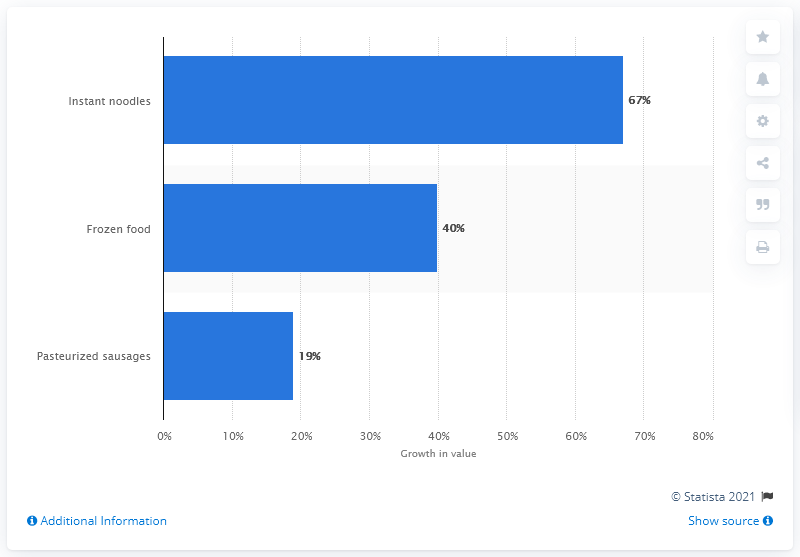 Instant noodles
67%
Frozen food
40%
Pasteurized sausages
19%
0% 10% 20% 30% 40% 50% 60% 70% 80%
Growth in value
© Statista 2021
Additional Information
Show source